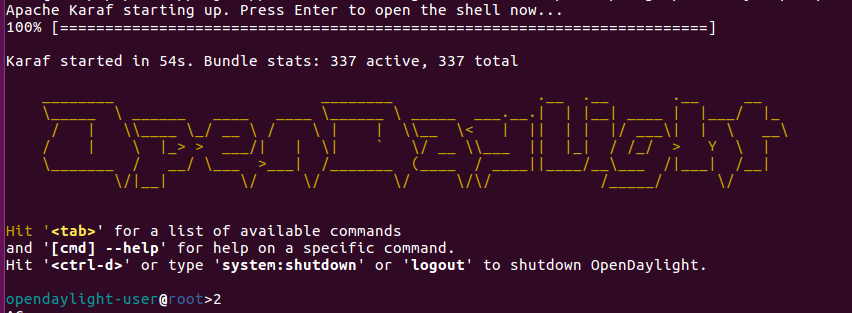 Apache Karaf starting up. Press Enter to open the shell now...
100% [========================================================================]
Karaf started in 54s. Bundle stats: 337 active, 337 total
OpenDaylight
Hit '<tab>' for a list of available commands
and '[cmd] --help' for help on a specific command.
Hit '<ctrl-d>' or type 'system:shutdown' or 'logout' to shutdown OpenDaylight.
opendaylight-user@root>2